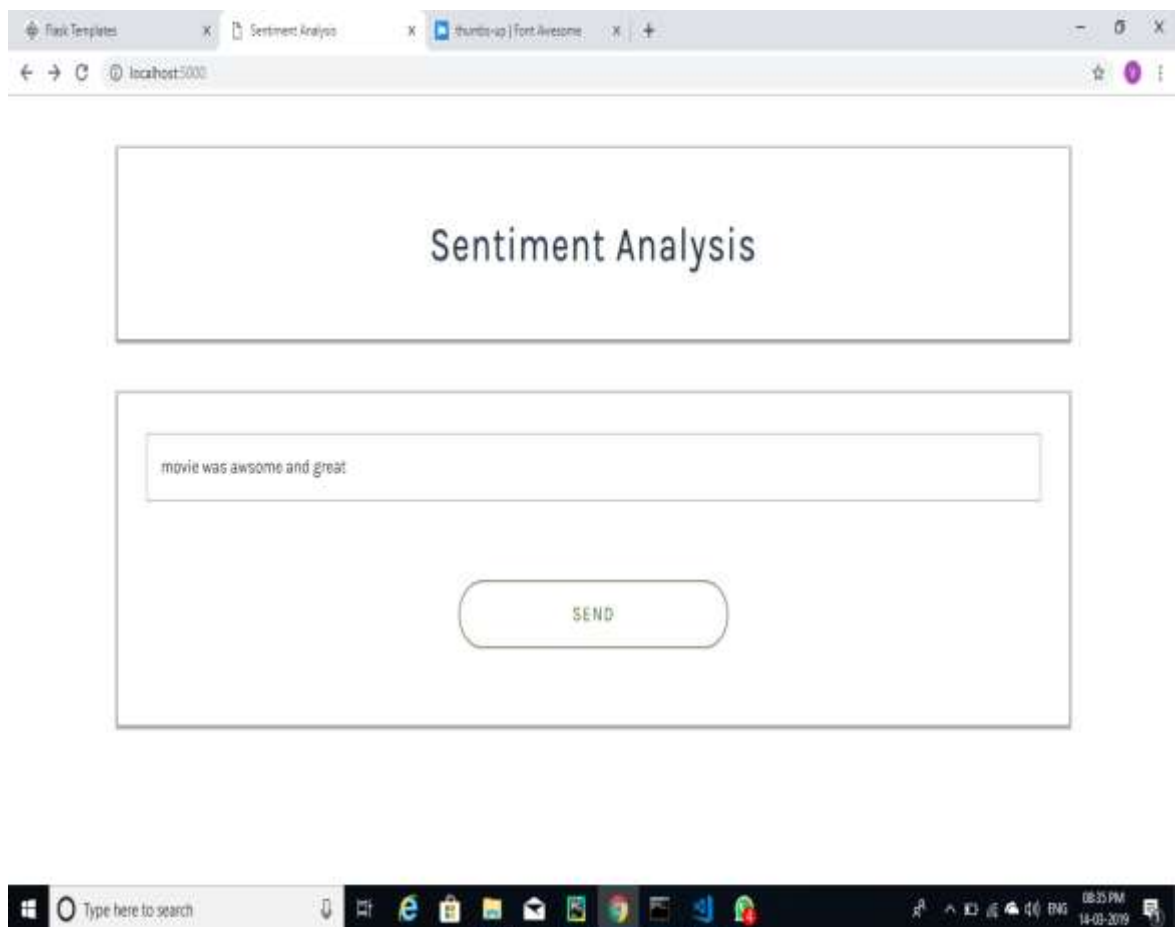 Flask Templates
Sentiment Analysis
thumbs-up | Font Awesome
localhost:5000
V
Sentiment Analysis
movie was awsome and great
SEND
Type here to search
ENG
08:35 PM
14-03-2019